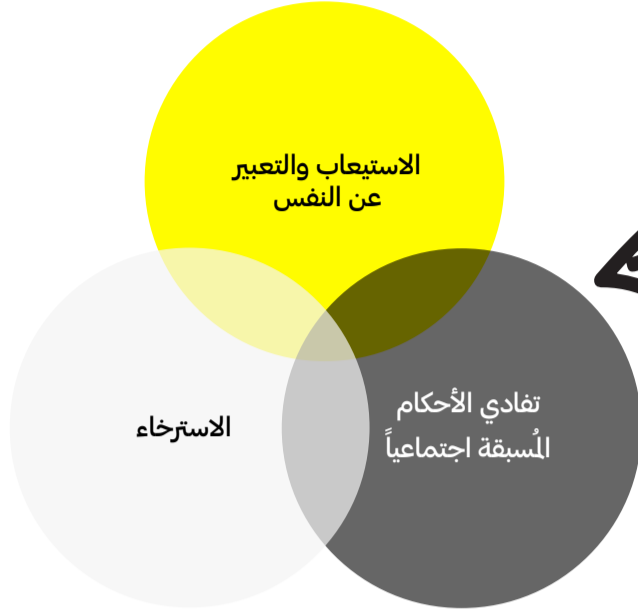 الاستيعاب والتعبير
عن النفس
تفادي الأحكام
المُسبقة اجتماعياً
الاسترخاء